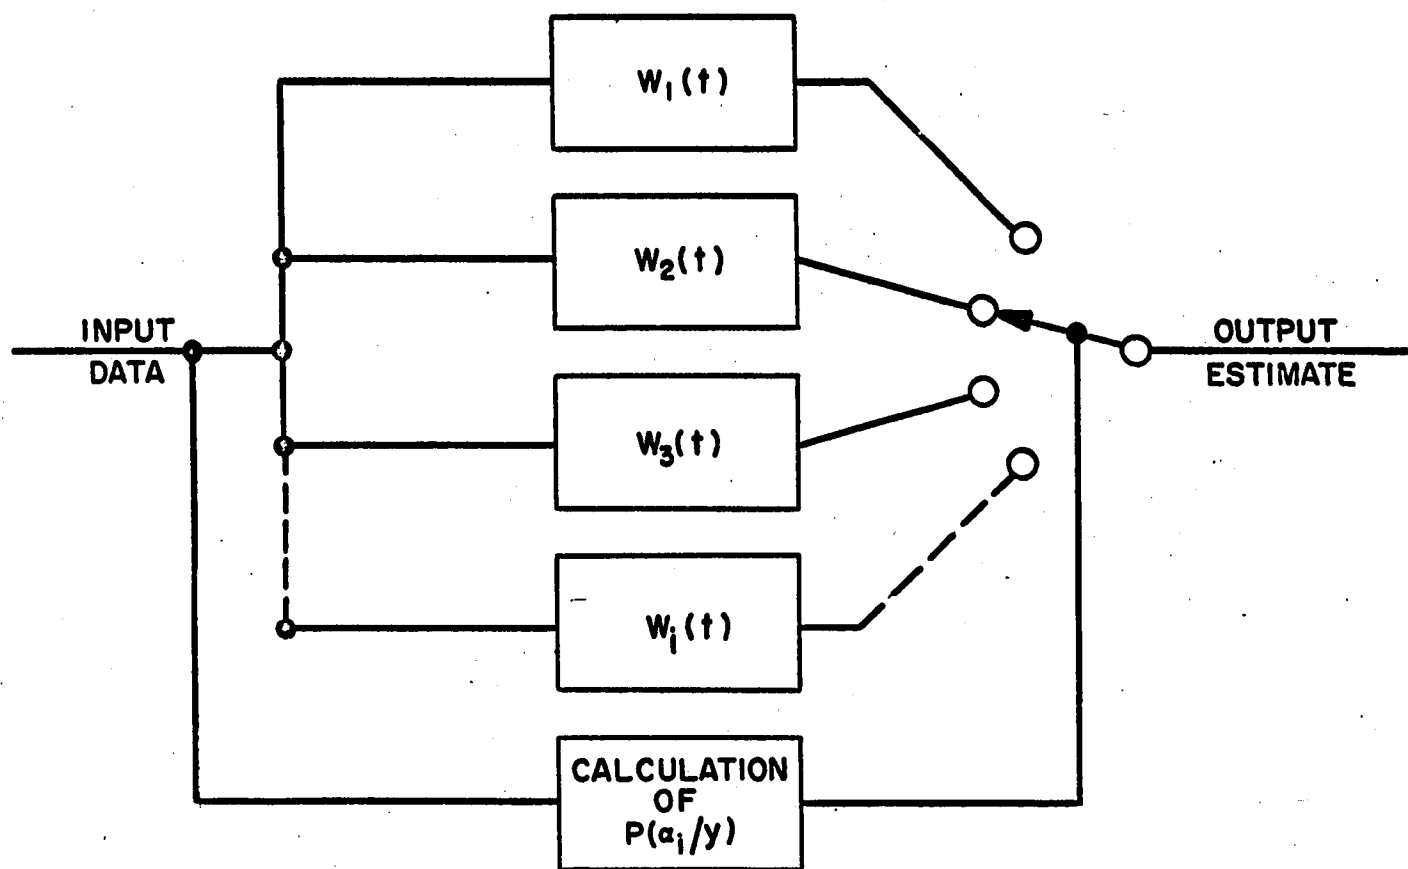 W₁(t)
W₂(t)
INPUT
DATA
OUTPUT
ESTIMATE
W₃(t)
Wᵢ(t)
CALCULATION
OF
P(αᵢ/y)